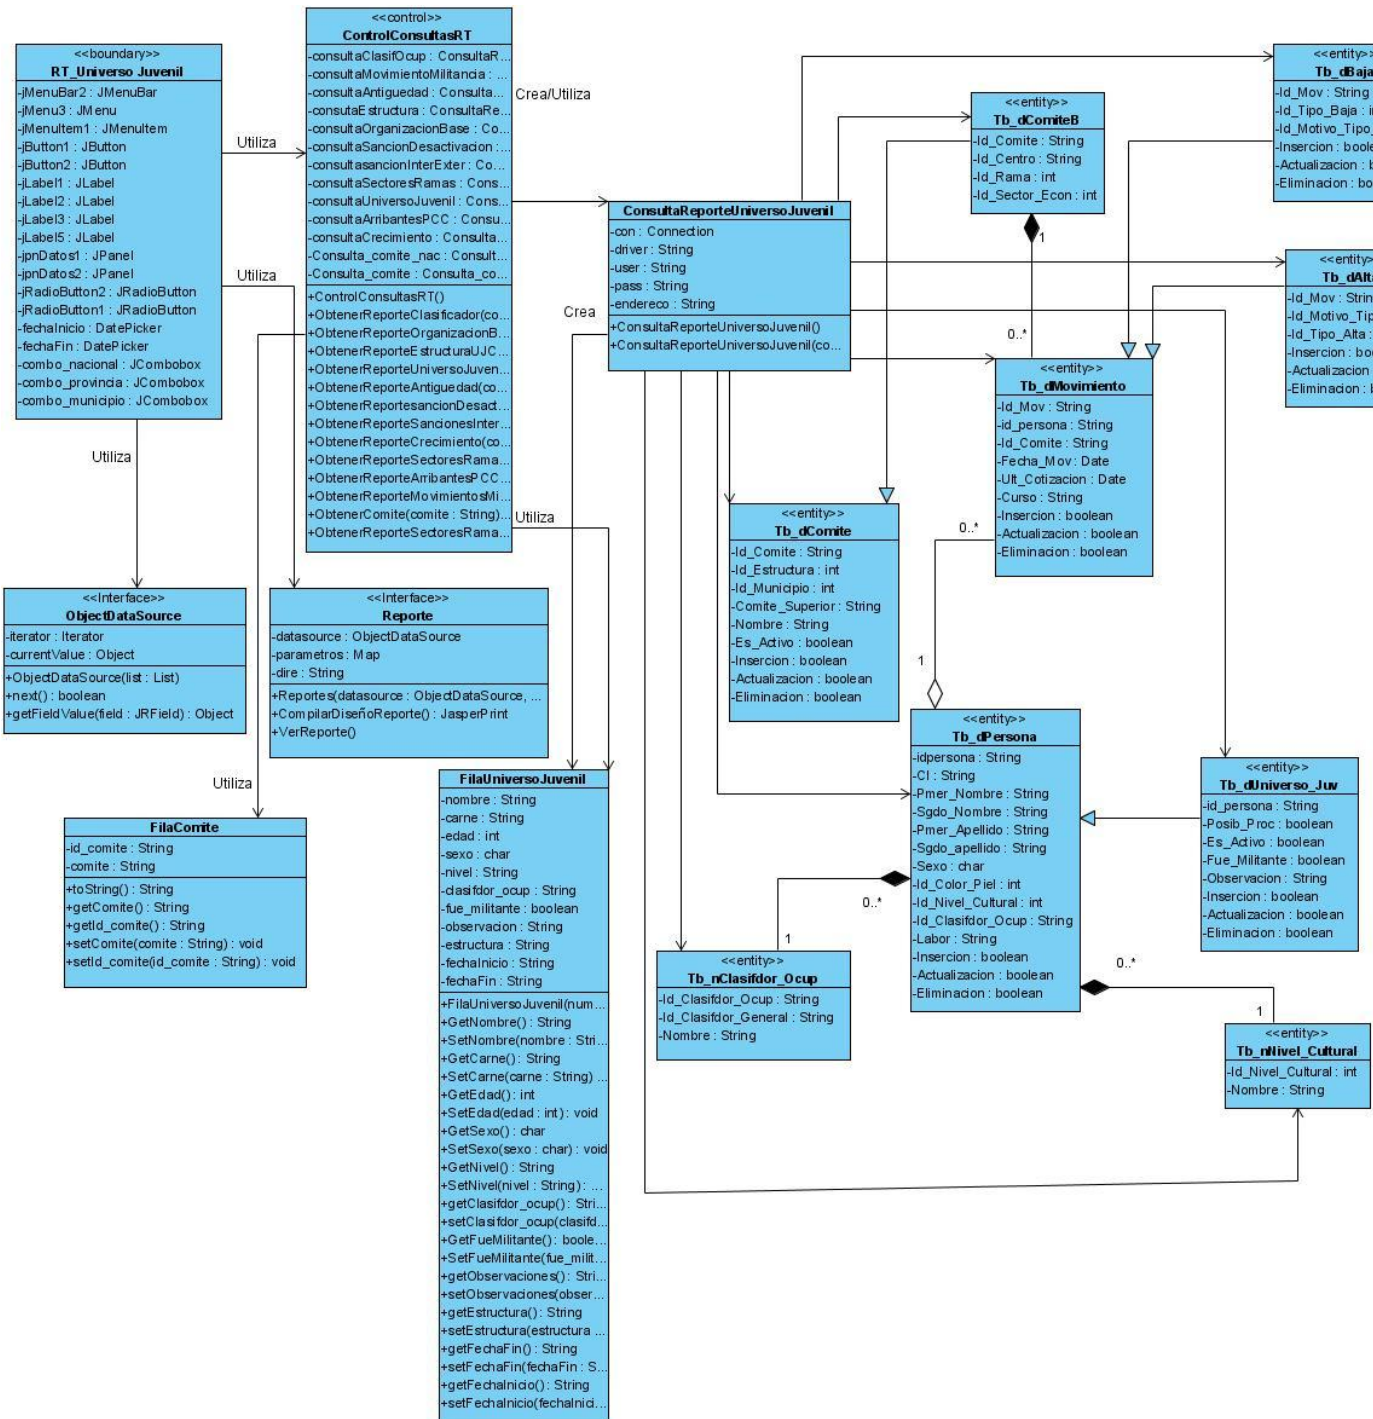 <<boundary>>
RT_Universo Juvenil
-jMenuBar2 : JMenuBar
-jMenu3 : JMenu
-jMenuItem1 : JMenuItem
-jButton1 : JButton
-jButton2 : JButton
-jLabel1 : JLabel
-jLabel2 : JLabel
-jLabel3 : JLabel
-jLabel5 : JLabel
-jpnDatos1 : JPanel
-jpnDatos2 : JPanel
-jRadioButton2 : JRadioButton
-jRadioButton1 : JRadioButton
-fechaInicio : DatePicker
-fechaFin : DatePicker
-combo_nacional : JCombobox
-combo_provincia : JCombobox
-combo_municipio : JCombobox
Utiliza
Utiliza
Utiliza
<<control>>
ControlConsultasRT
-consultaClasifOcup : ConsultaR...
-consultaMovimientoMilitancia : ...
-consultaAntiguedad : Consulta...
-consutaEstructura : ConsultaRe...
-consultaOrganizacionBase : Co...
-consultaSancionDesactivacion : ...
-consultasancionInterExter : Co...
-consultaSectoresRamas : Cons...
-consultaUniversoJuvenil : Cons...
-consultaArribantesPCC : Consu...
-consultaCrecimiento : Consulta...
-Consulta_comite_nac : Consult...
-Consulta_comite : Consulta_co...
+ControlConsultasRT()
+ObtenerReporteClasificador(co...
+ObtenerReporteOrganizacionB...
+ObtenerReporteEstructuraUJC...
+ObtenerReporteUniversoJuven...
+ObtenerReporteAntiguedad(co...
+ObtenerReportesancionDesact...
+ObtenerReporteSancionesInter...
+ObtenerReporteCrecimiento(co...
+ObtenerReporteSectoresRama...
+ObtenerReporteArribantesPCC...
+ObtenerReporteMovimientosMi...
+ObtenerComite(comite : String)...
+ObtenerReporteSectoresRama...
Crea/Utiliza
Crea
Utiliza
Utiliza
ConsultaReporteUniversoJuvenil
-con : Connection
-driver : String
-user : String
-pass : String
-endereco : String
+ConsultaReporteUniversoJuvenil()
+ConsultaReporteUniversoJuvenil(co...
<<entity>>
Tb_dComiteB
-Id_Comite : String
-Id_Centro : String
-Id_Rama : int
-Id_Sector_Econ : int
1
0..*
<<entity>>
Tb_dBaja
-Id_Mov : String
-Id_Tipo_Baja : i
-Id_Motivo_Tipo_
-Insercion : boole
-Actualizacion : b
-Eliminacion : bo
<<entity>
Tb_dAlta
-Id_Mov : Strin
-Id_Motivo_Tip
-Id_Tipo_Alta :
-Insercion : bo
-Actualizacion
-Eliminacion : b
<<entity>>
Tb_dMovimiento
-Id_Mov : String
-id_persona : String
-Id_Comite : String
-Fecha_Mov : Date
-Ult_Cotizacion : Date
-Curso : String
-Insercion : boolean
-Actualizacion : boolean
-Eliminacion : boolean
0..*
1
<<entity>>
Tb_dComite
-Id_Comite : String
-Id_Estructura : int
-Id_Municipio : int
-Comite_Superior : String
-Nombre : String
-Es_Activo : boolean
-Insercion : boolean
-Actualizacion : boolean
-Eliminacion : boolean
<<Interface>>
ObjectDataSource
-iterator : Iterator
-currentValue : Object
+ObjectDataSource(list : List)
+next() : boolean
+getFieldValue(field : JRField) : Object
<<Interface>>
Reporte
-datasource : ObjectDataSource
-parametros : Map
-dire : String
+Reportes(datasource : ObjectDataSource, ...
+CompilarDiseñoReporte() : JasperPrint
+VerReporte()
<<entity>>
Tb_dPersona
-idpersona : String
-CI : String
-Pmer_Nombre : String
-Sgdo_Nombre : String
-Pmer_Apellido : String
-Sgdo_apellido : String
-Sexo : char
-Id_Color_Piel : int
-Id_Nivel_Cultural : int
-Id_Clasifdor_Ocup : String
-Labor : String
-Insercion : boolean
-Actualizacion : boolean
-Eliminacion : boolean
<<entity>>
Tb_dUniverso_Juv
-id_persona : String
-Posib_Proc : boolean
-Es_Activo : boolean
-Fue_Militante : boolean
-Observacion : String
-Insercion : boolean
-Actualizacion : boolean
-Eliminacion : boolean
FilaComite
-id_comite : String
-comite : String
+toString() : String
+getComite() : String
+getId_comite() : String
+setComite(comite : String) : void
+setId_comite(id_comite : String) : void
FilaUniversoJuvenil
-nombre : String
-carne : String
-edad : int
-sexo : char
-nivel : String
-clasifdor_ocup : String
-fue_militante : boolean
-observacion : String
-estructura : String
-fechaInicio : String
-fechaFin : String
+FilaUniversoJuvenil(num...
+GetNombre() : String
+SetNombre(nombre : Stri...
+GetCarne() : String
+SetCarne(carne : String) ...
+GetEdad() : int
+SetEdad(edad : int) : void
+GetSexo() : char
+SetSexo(sexo : char) : void
+GetNivel() : String
+SetNivel(nivel : String) : ...
+getClasifdor_ocup() : Stri...
+setClasifdor_ocup(clasifd...
+GetFueMilitante() : boole...
+SetFueMilitante(fue_milit...
+getObservaciones() : Stri...
+setObservaciones(obser...
+getEstructura() : String
+setEstructura(estructura ...
+getFechaFin() : String
+setFechaFin(fechaFin : S...
+getFechaInicio() : String
+setFechaInicio(fechaInici...
0..*
1
<<entity>>
Tb_nClasifdor_Ocup
-Id_Clasifdor_Ocup : String
-Id_Clasifdor_General : String
-Nombre : String
0..*
1
<<entity>>
Tb_nNivel_Cultural
-Id_Nivel_Cultural : int
-Nombre : String